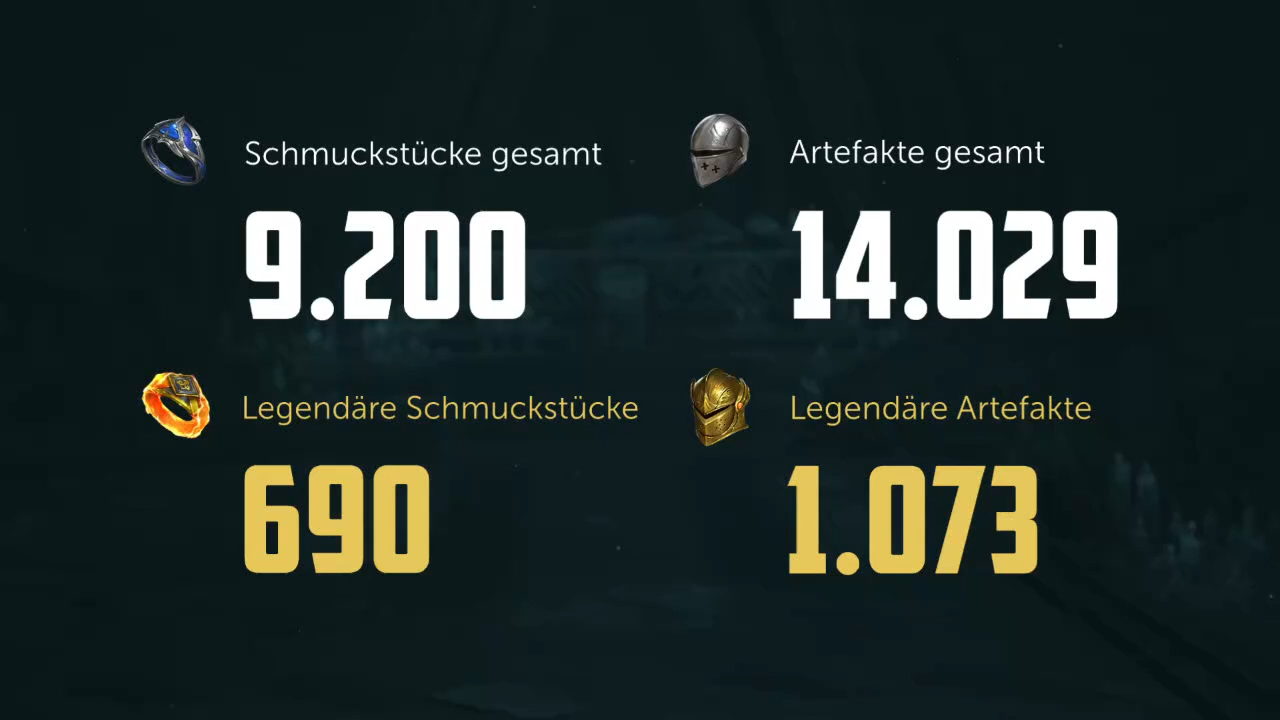 Schmuckstücke gesamt
9.200
Artefakte gesamt
14.029
Legendäre Schmuckstücke
690
Legendäre Artefakte
1.073